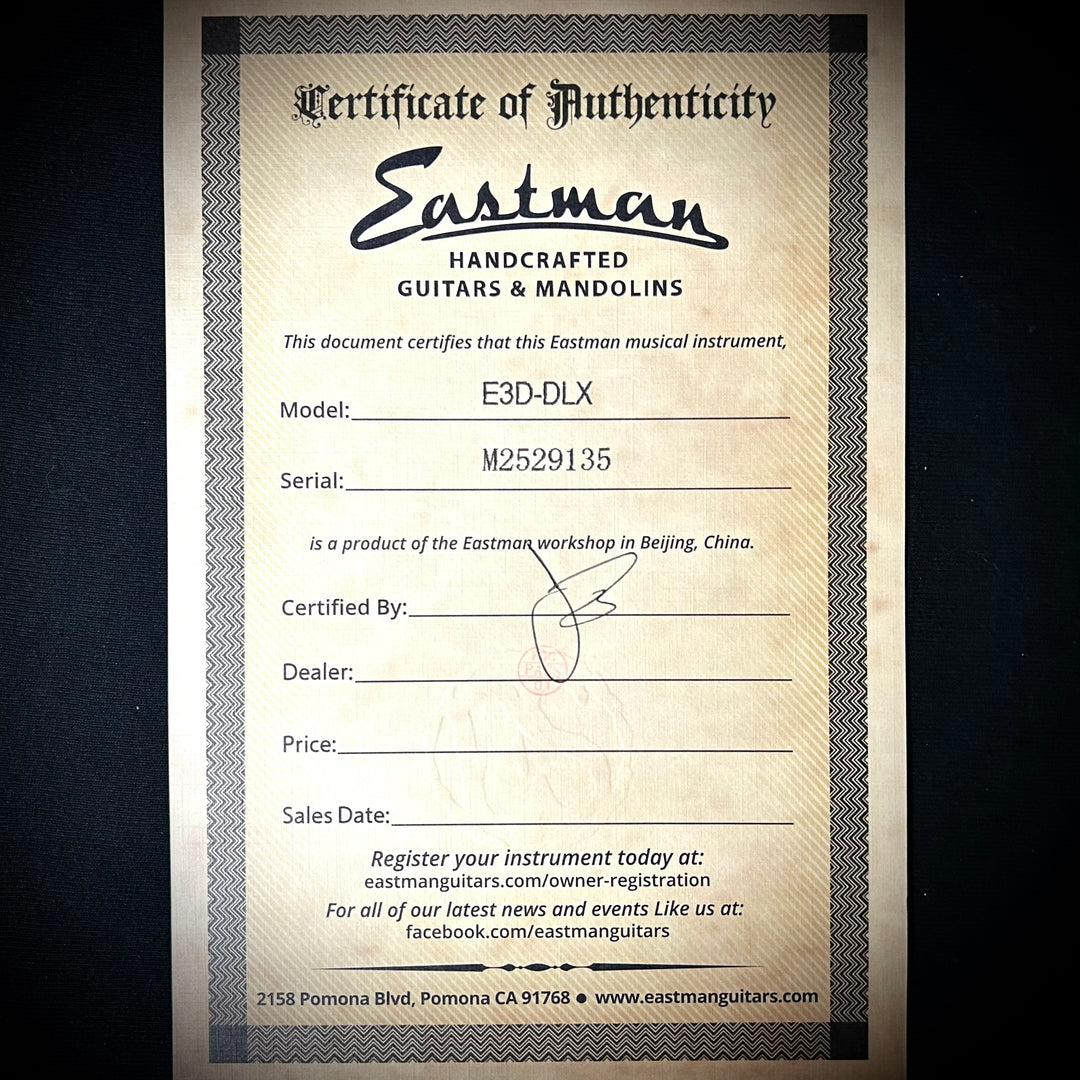 Certificate of Authenticity
Eastman
HANDCRAFTED
GUITARS & MANDOLINS
This document certifies that this Eastman musical instrument,
Model: E3D-DLX
Serial: M2529135
is a product of the Eastman workshop in Beijing, China.
Certified By:
Dealer:
Price:
Sales Date:
Register your instrument today at:
eastmanguitars.com/owner-registration
For all of our latest news and events Like us at:
facebook.com/eastmanguitars
2158 Pomona Blvd, Pomona CA 91768 ● www.eastmanguitars.com